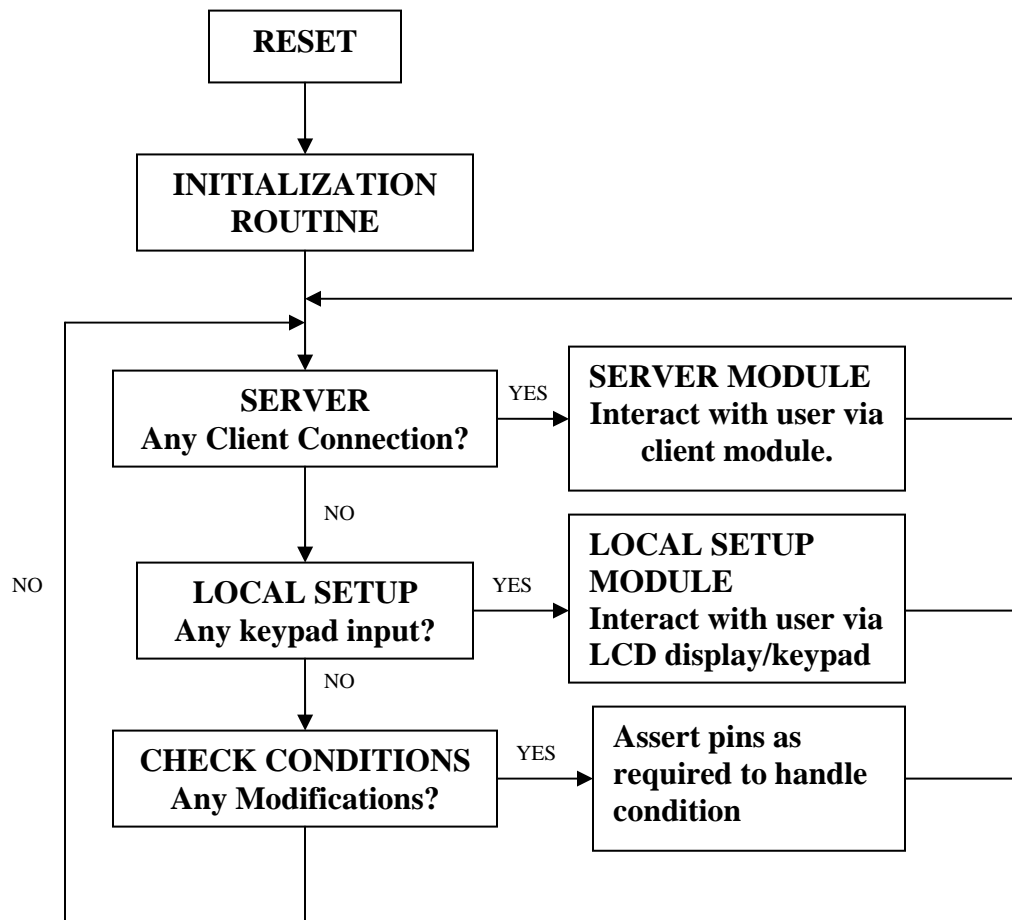 RESET
INITIALIZATION
ROUTINE
SERVER
Any Client Connection?
YES
SERVER MODULE
Interact with user via
client module.
NO
NO
LOCAL SETUP
Any keypad input?
YES
LOCAL SETUP
MODULE
Interact with user via
LCD display/keypad
NO
CHECK CONDITIONS
Any Modifications?
YES
Assert pins as
required to handle
condition